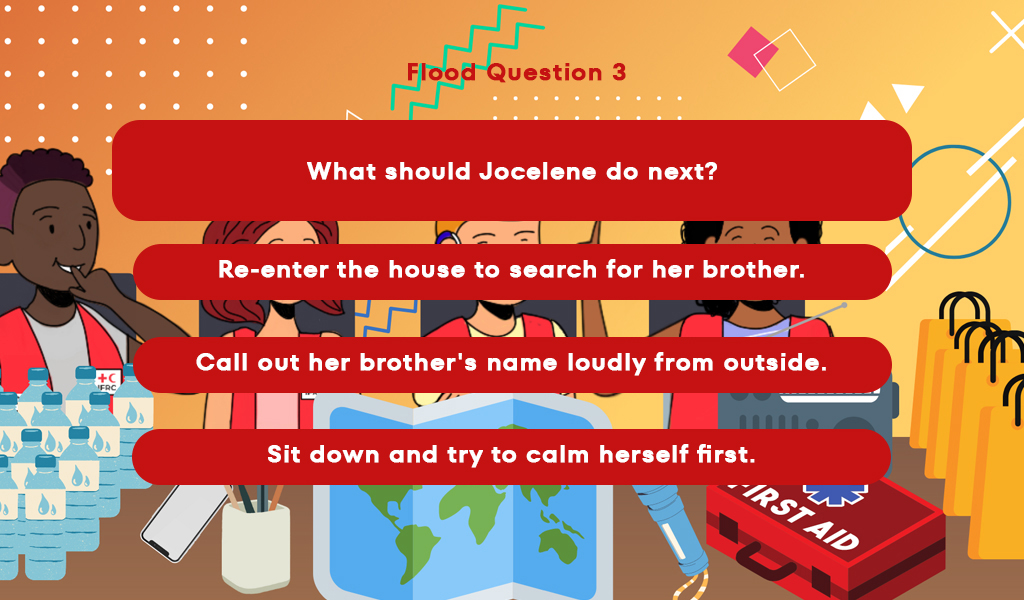 Flood Question 3
What should Jocelene do next?
Re-enter the house to search for her brother.
Call out her brother's name loudly from outside.
Sit down and try to calm herself first.
IFRC
FIRST AID